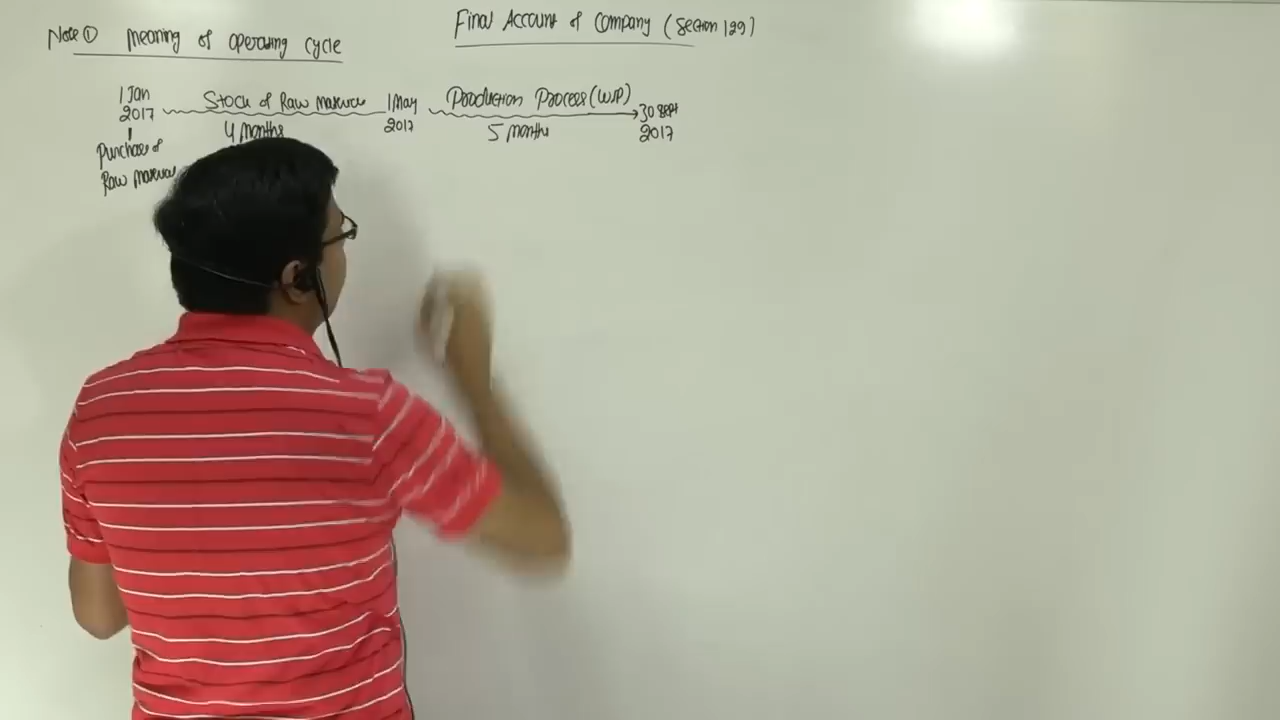 Final Account of Company (Section 129)
Note ① Meaning of Operating Cycle
1 Jan 2017 Stock of Raw Material 1 May 2017 Production Process (WIP) 30 Sept 2017
4 months 5 months
Purchase of
Raw Material